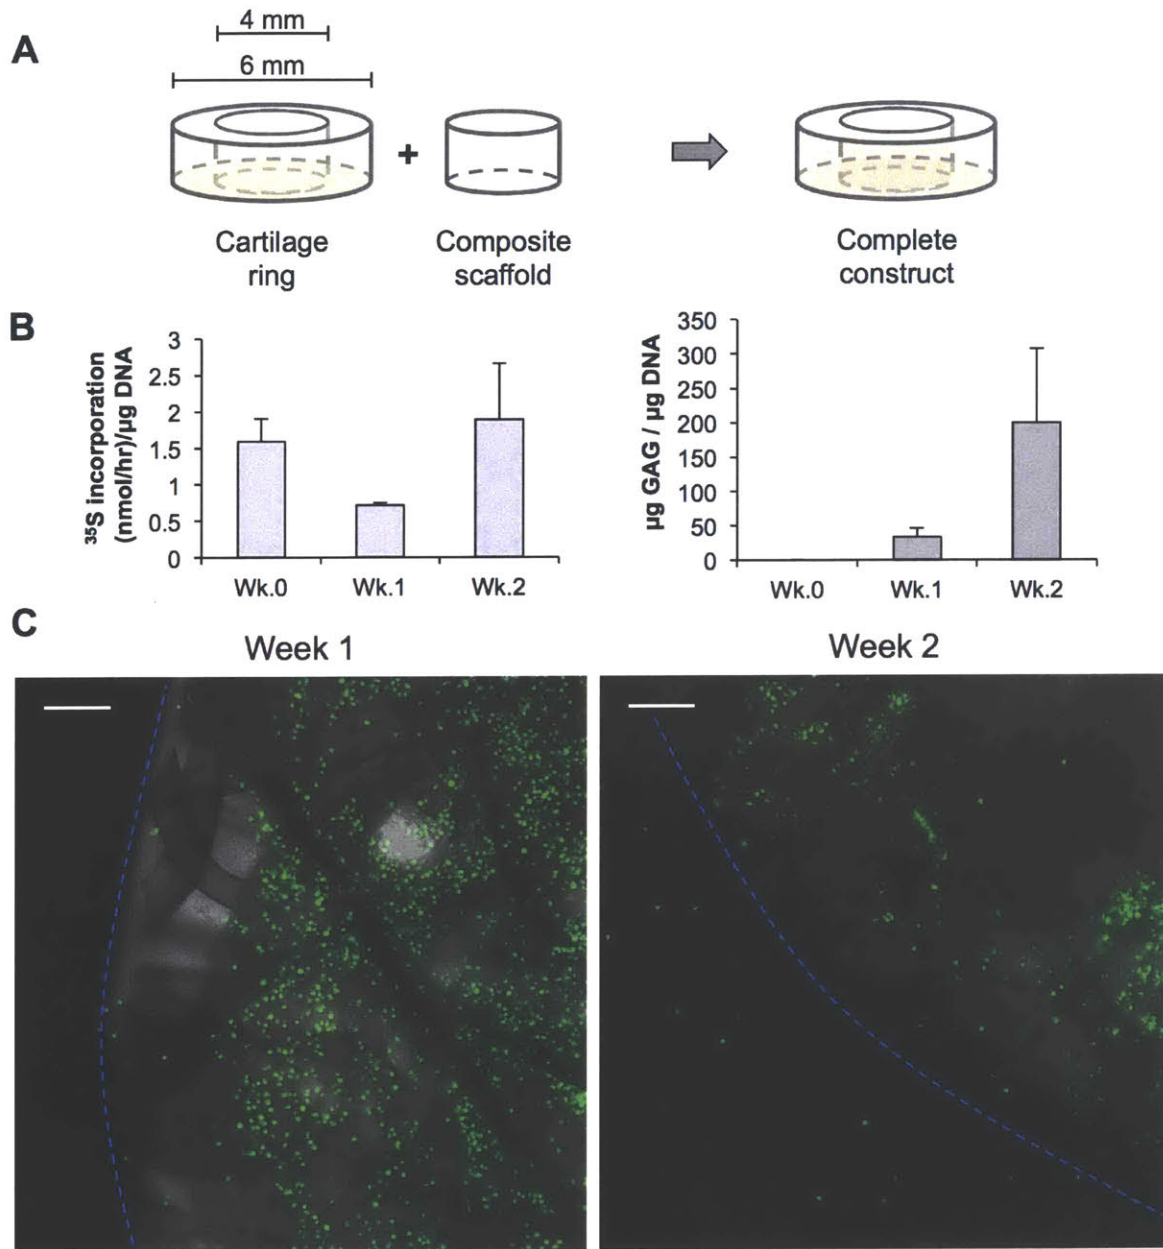 A
4 mm
6 mm
+
Cartilage
ring
Composite
scaffold
Complete
construct
B
³⁵S incorporation
(nmol/hr)/µg DNA
3
2.5
2
1.5
1
0.5
0
Wk.0 Wk.1 Wk.2
µg GAG / µg DNA
350
300
250
200
150
100
50
0
Wk.0 Wk.1 Wk.2
C
Week 1
Week 2